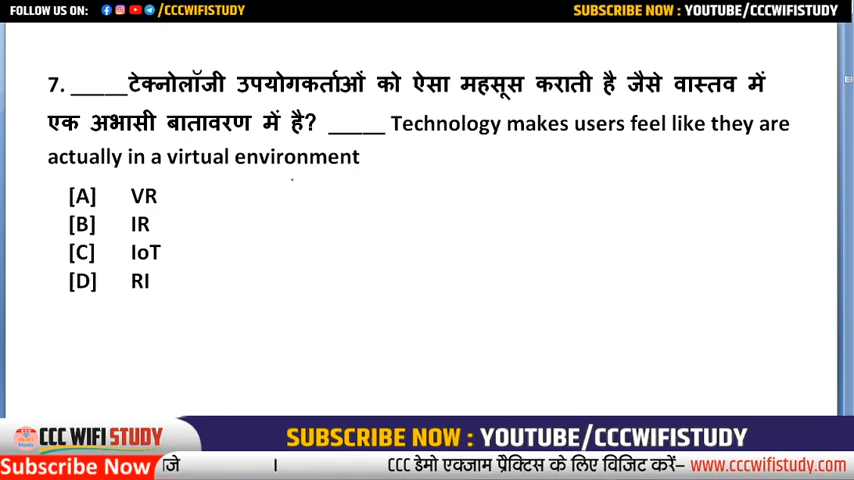 FOLLOW US ON: /CCCWIFISTUDY SUBSCRIBE NOW : YOUTUBE/CCCWIFISTUDY
7. _____टेक्नोलॉजी उपयोगकर्ताओं को ऐसा महसूस कराती है जैसे वास्तव में
एक अभासी बातावरण में है? _____ Technology makes users feel like they are
actually in a virtual environment
[A] VR
[B] IR
[C] IoT
[D] RI
CCC WIFI STUDY SUBSCRIBE NOW : YOUTUBE/CCCWIFISTUDY
Subscribe Now जे । CCC डेमो एक्जाम प्रैक्टिस के लिए विजिट करें– www.cccwifistudy.com